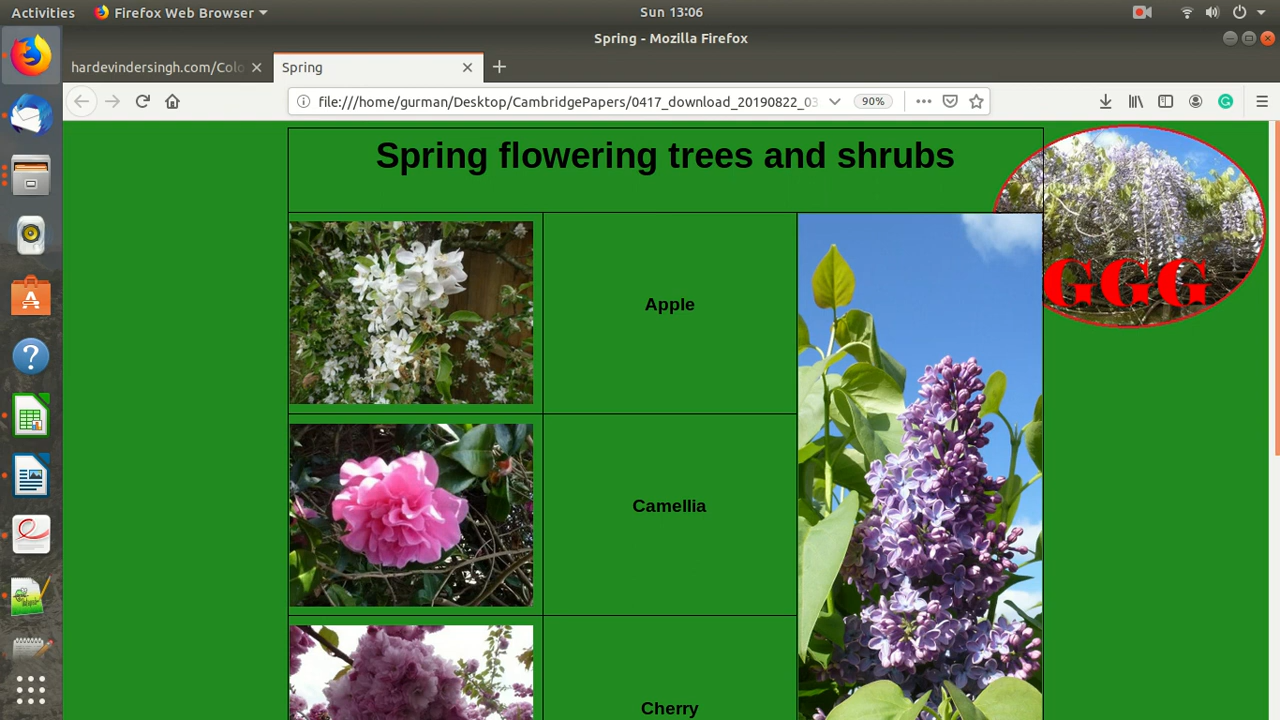 Activities
Firefox Web Browser
Sun 13:06
Spring - Mozilla Firefox
hardevindersingh.com/Colo
Spring
file:///home/gurman/Desktop/CambridgePapers/0417_download_20190822_03
90%
Spring flowering trees and shrubs
GGG
Apple
Camellia
Cherry